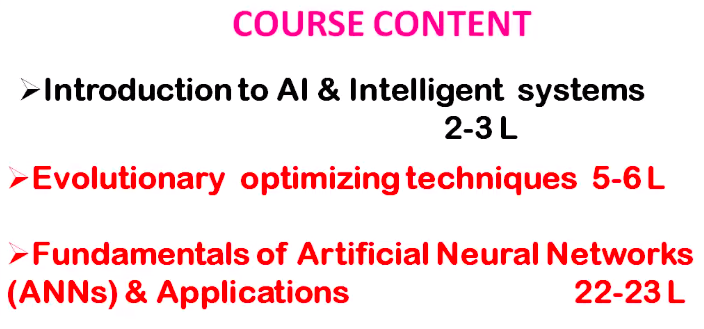 COURSE CONTENT
➢Introduction to AI & Intelligent systems
2-3 L
➢Evolutionary optimizing techniques 5-6 L
➢Fundamentals of Artificial Neural Networks
(ANNs) & Applications 22-23 L